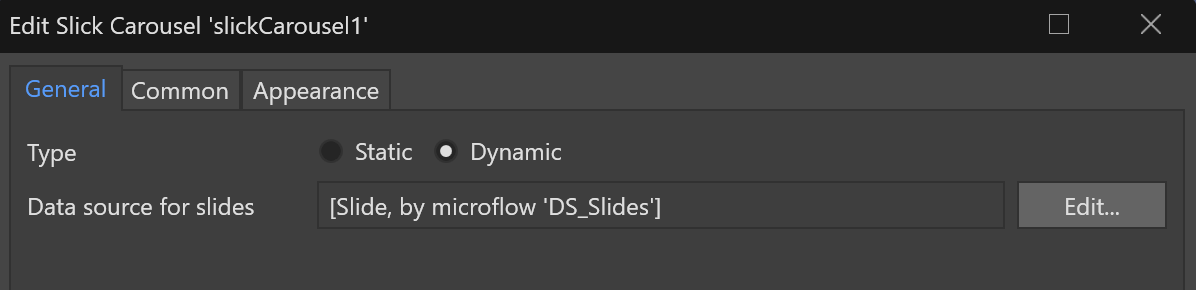 Edit Slick Carousel 'slickCarousel1'
General Common Appearance
Type Static Dynamic
Data source for slides [Slide, by microflow 'DS_Slides'] Edit...